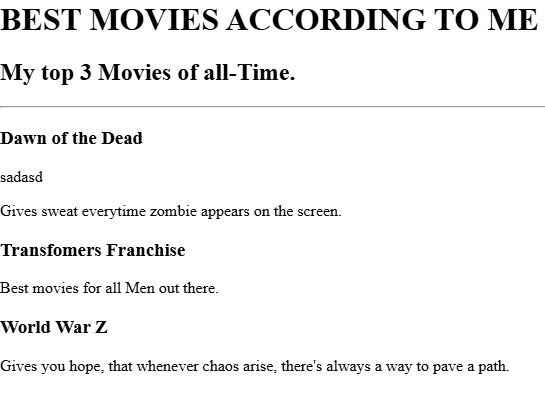 BEST MOVIES ACCORDING TO ME
My top 3 Movies of all-Time.
Dawn of the Dead
sadasd
Gives sweat everytime zombie appears on the screen.
Transfomers Franchise
Best movies for all Men out there.
World War Z
Gives you hope, that whenever chaos arise, there's always a way to pave a path.